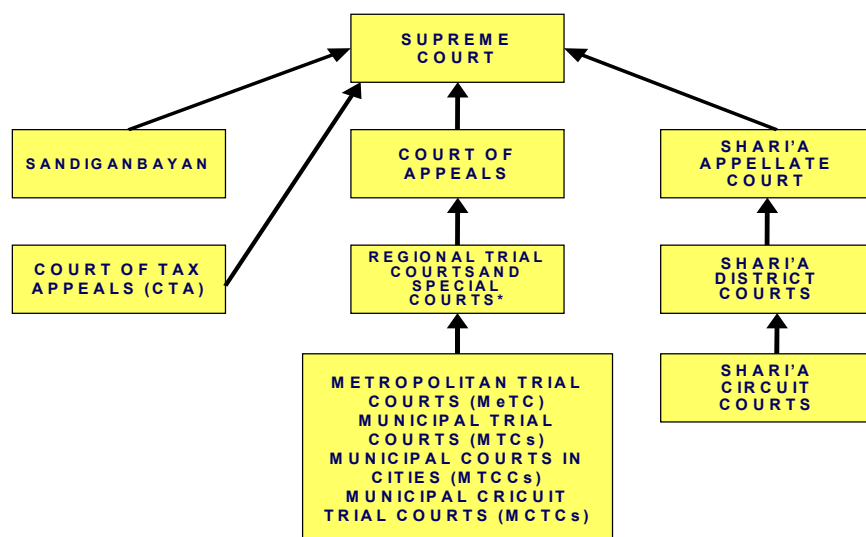 SUPREME
COURT
SANDIGANBAYAN
COURT OF
APPEALS
SHARI'A
APPELLATE
COURT
COURT OF TAX
APPEALS (CTA)
REGIONAL TRIAL
COURTSAND
SPECIAL
COURTS*
SHARI'A
DISTRICT
COURTS
METROPOLITAN TRIAL
COURTS (MeTC)
MUNICIPAL TRIAL
COURTS (MTCs)
MUNICIPAL COURTS IN
CITIES (MTCCs)
MUNICIPAL CRICUIT
TRIAL COURTS (MCTCs)
SHARI'A
CIRCUIT
COURTS